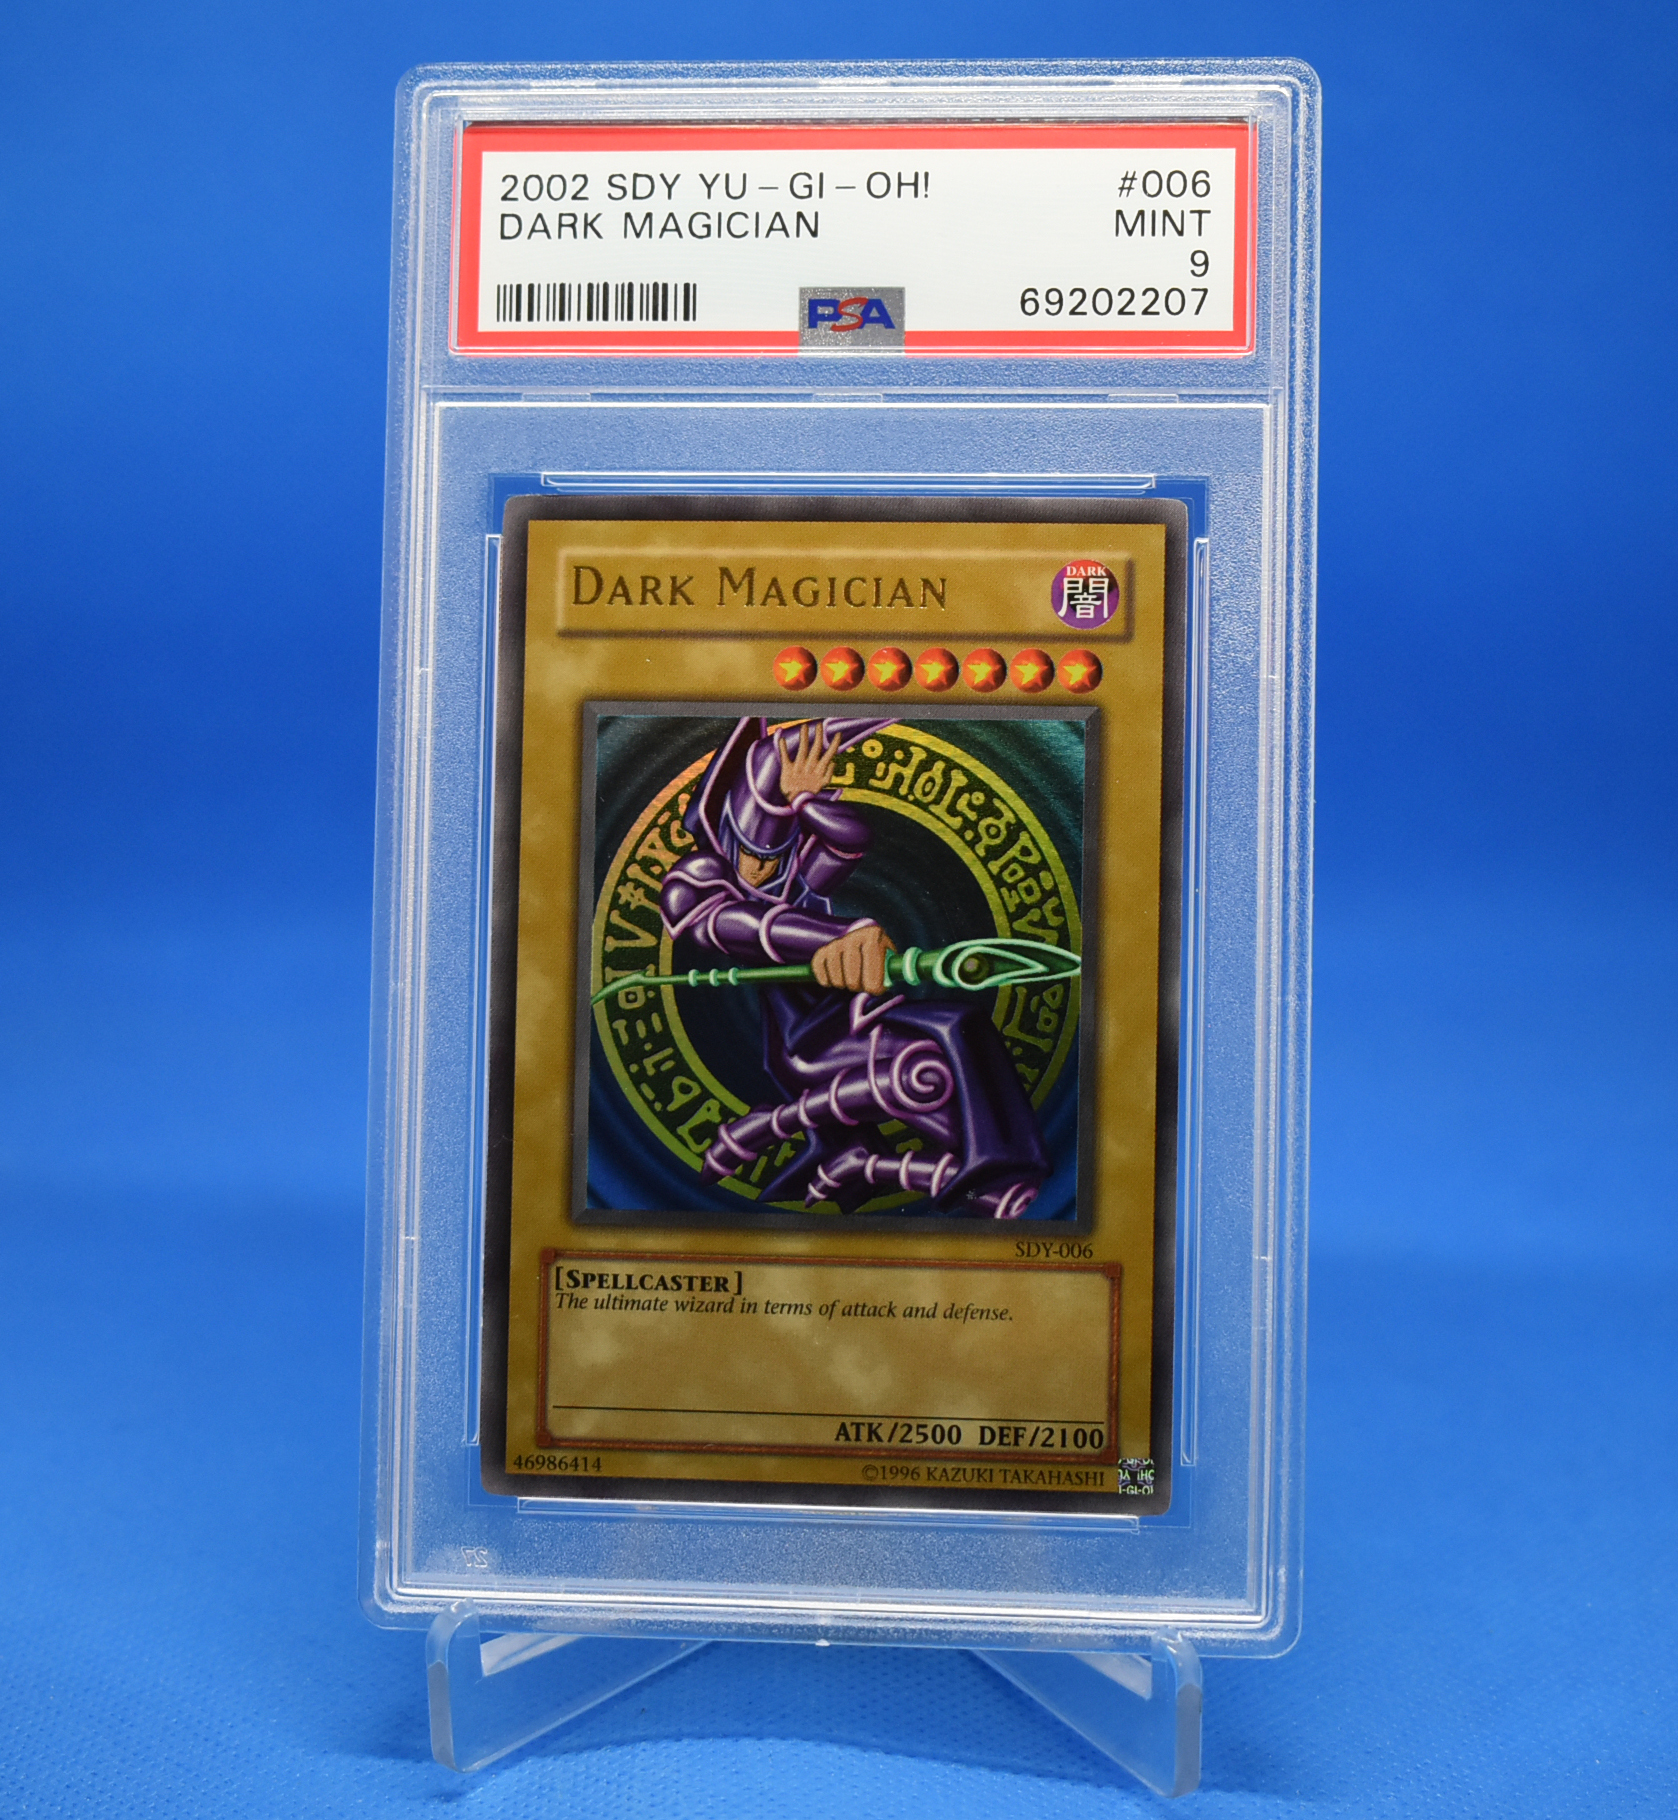 2002 SDY YU-GI-OH! #006
DARK MAGICIAN MINT
9
PSA 69202207
DARK MAGICIAN
DARK
闇
SDY-006
[SPELLCASTER]
The ultimate wizard in terms of attack and defense.
ATK/2500 DEF/2100
46986414 ©1996 KAZUKI TAKAHASHI
27